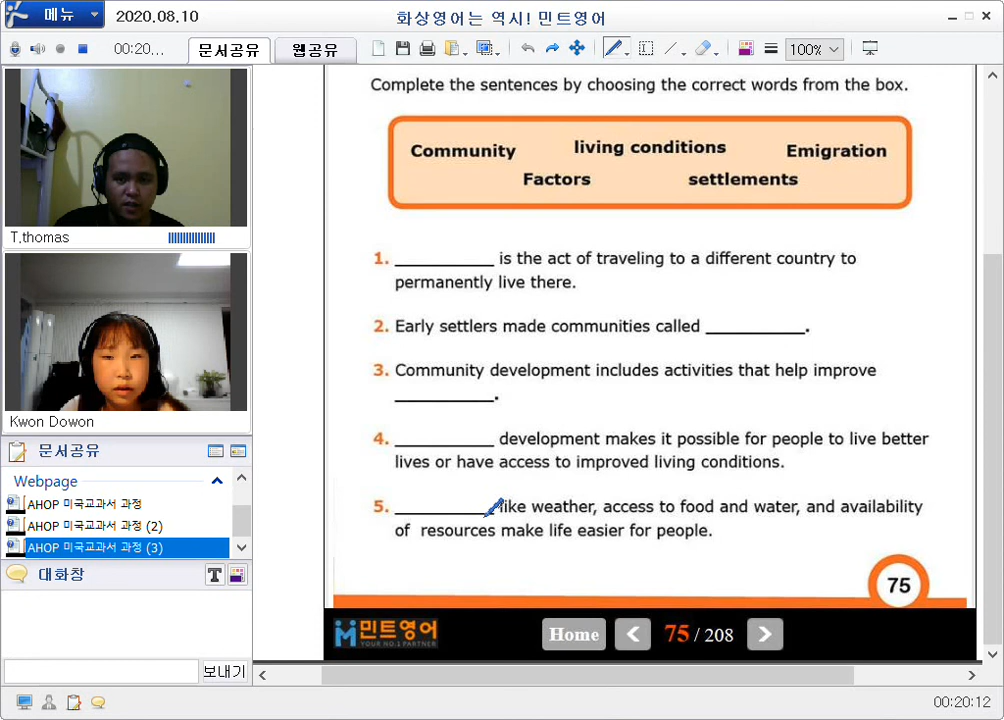 메뉴
2020.08.10
화상영어는 역시! 민트영어
00:20...
문서공유
웹공유
100%
T.thomas
Kwon Dowon
문서공유
Webpage
AHOP 미국교과서 과정
AHOP 미국교과서 과정 (2)
AHOP 미국교과서 과정 (3)
대화창
T
보내기
Complete the sentences by choosing the correct words from the box.
Community living conditions Emigration
Factors settlements
1. __________ is the act of traveling to a different country to
permanently live there.
2. Early settlers made communities called __________.
3. Community development includes activities that help improve
__________.
4. __________ development makes it possible for people to live better
lives or have access to improved living conditions.
5. __________ like weather, access to food and water, and availability
of resources make life easier for people.
75
민트영어
YOUR NO.1 PARTNER
Home
75 / 208
00:20:12